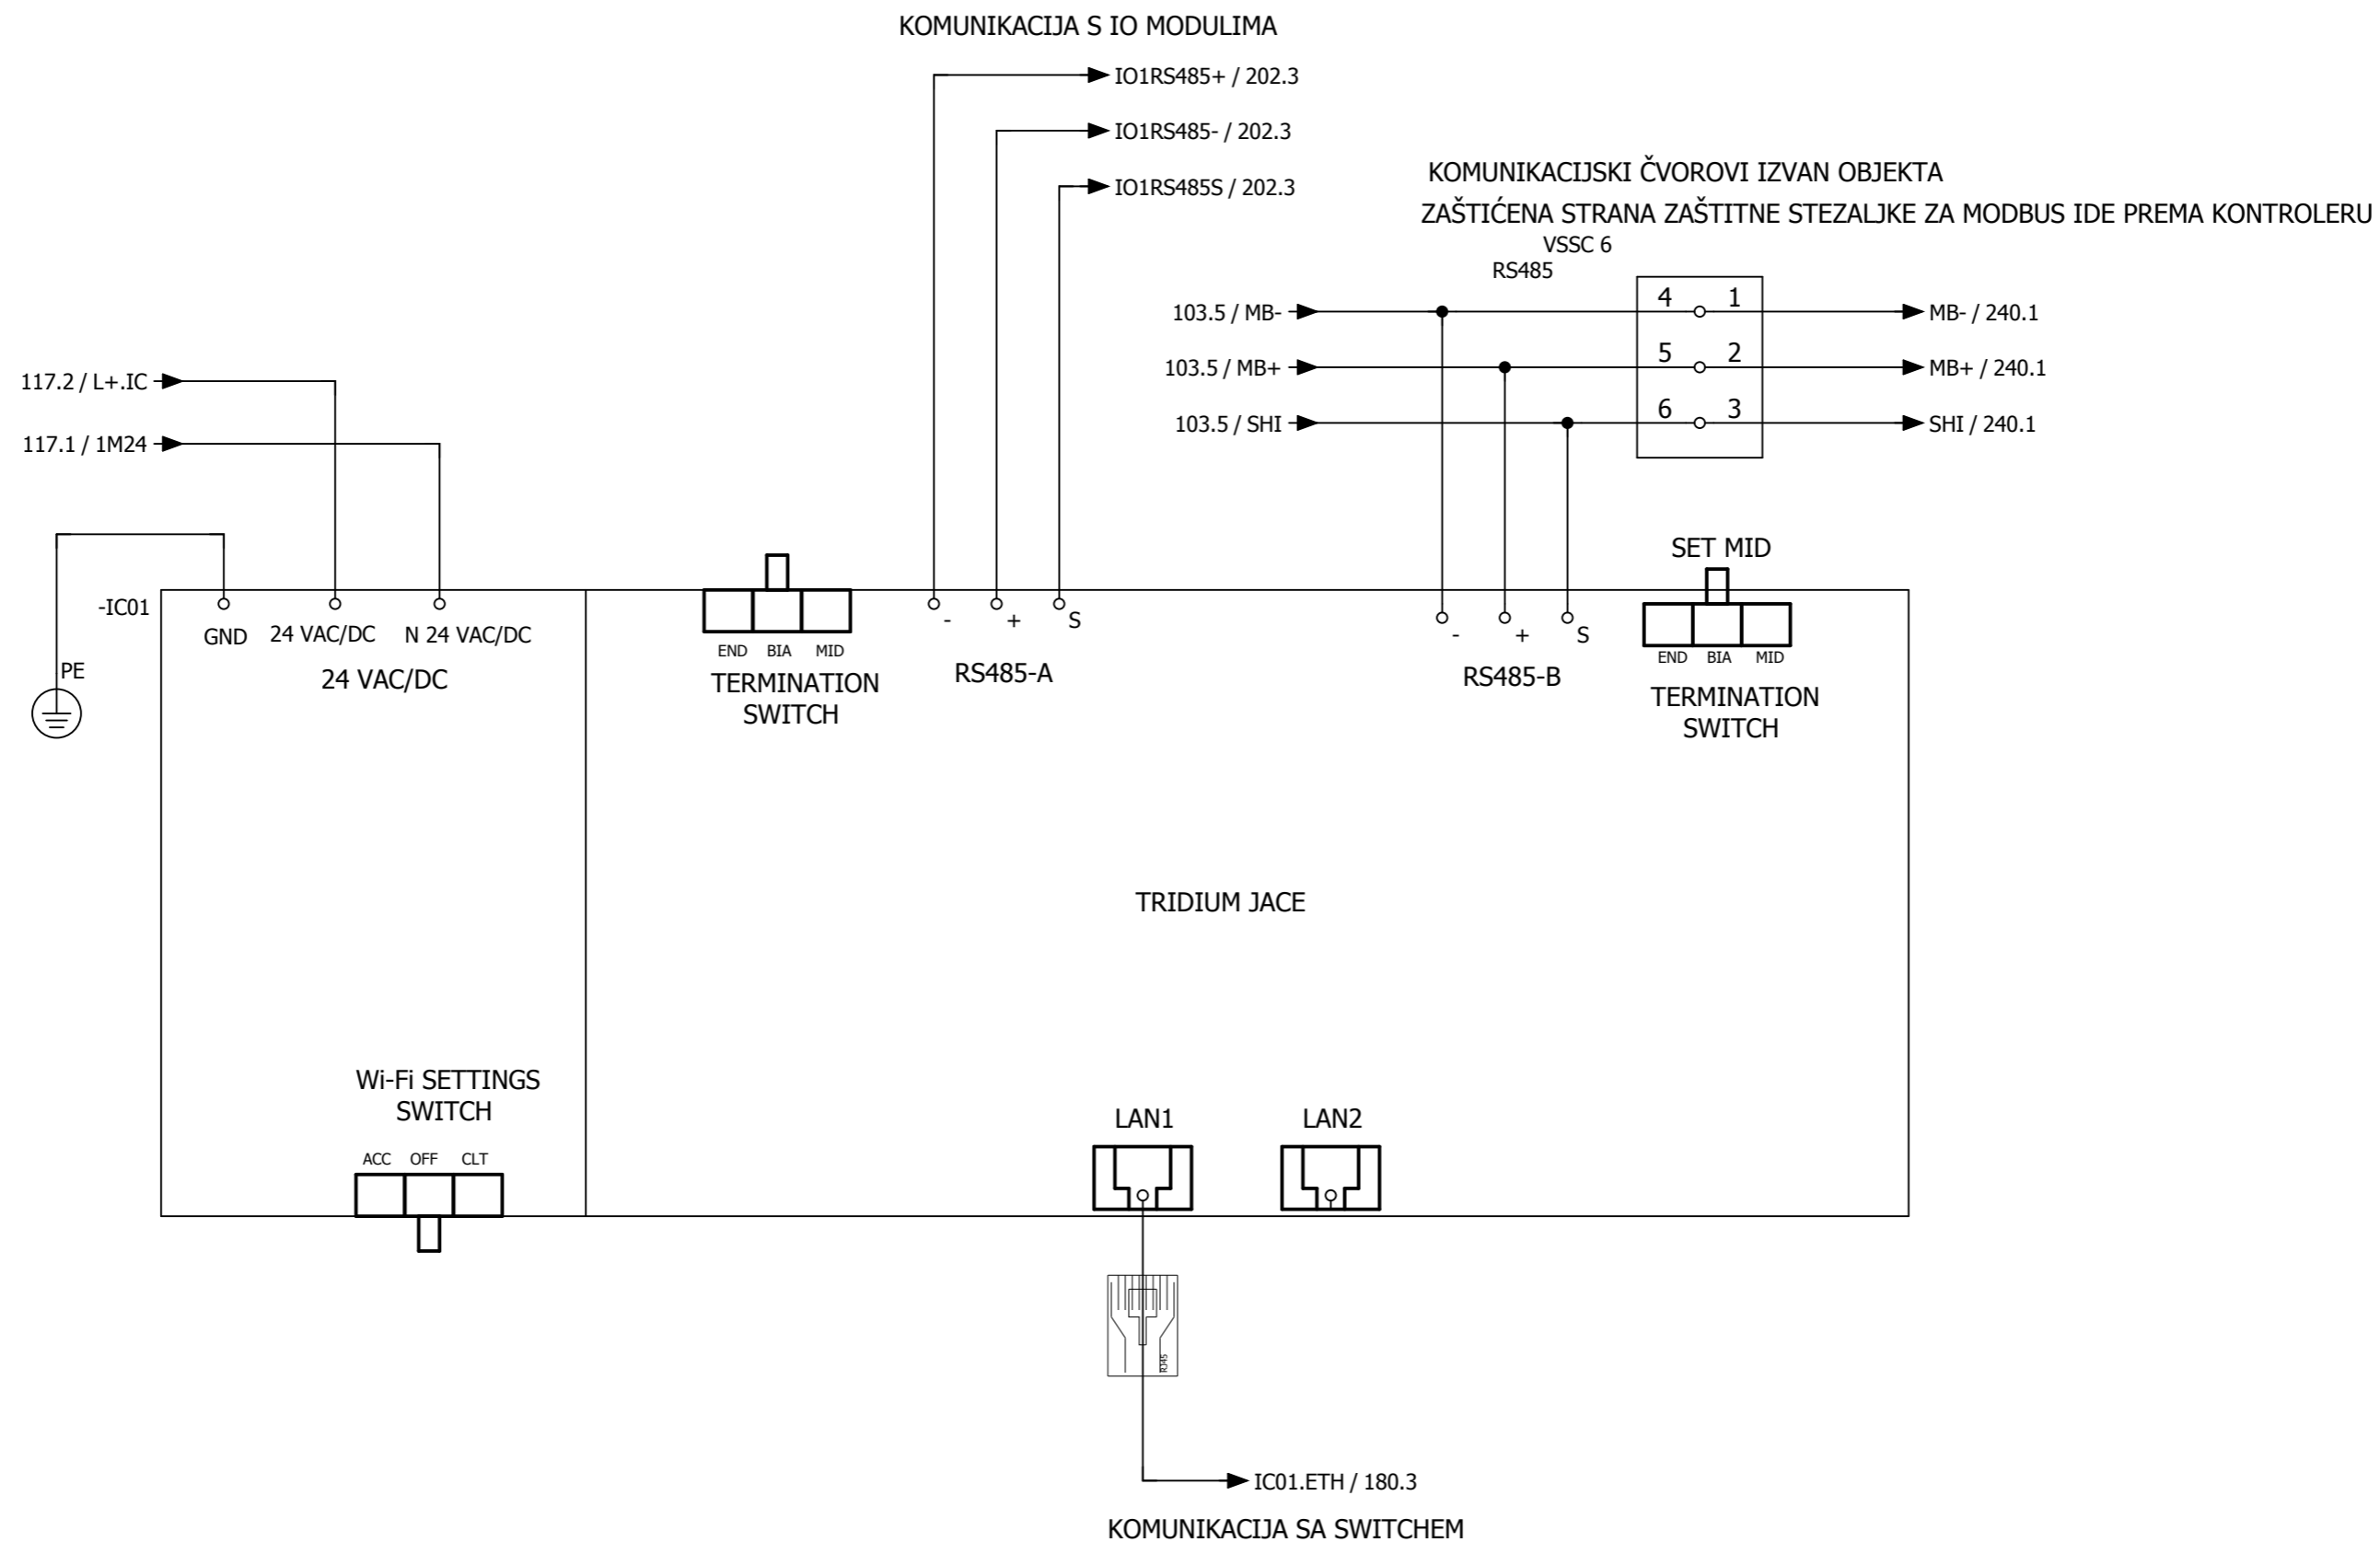 KOMUNIKACIJA S IO MODULIMA
IO1RS485+ / 202.3
IO1RS485- / 202.3
IO1RS485S / 202.3
KOMUNIKACIJSKI ČVOROVI IZVAN OBJEKTA
ZAŠTIĆENA STRANA ZAŠTITNE STEZALJKE ZA MODBUS IDE PREMA KONTROLERU
VSSC 6
RS485
103.5 / MB- 4 1 MB- / 240.1
103.5 / MB+ 5 2 MB+ / 240.1
103.5 / SHI 6 3 SHI / 240.1
117.2 / L+.IC
117.1 / 1M24
SET MID
-IC01
GND 24 VAC/DC N 24 VAC/DC
24 VAC/DC
PE
END BIA MID
TERMINATION
SWITCH
- + S
RS485-A
- + S
RS485-B
END BIA MID
TERMINATION
SWITCH
TRIDIUM JACE
Wi-Fi SETTINGS
SWITCH
ACC OFF CLT
LAN1
LAN2
RJ45
IC01.ETH / 180.3
KOMUNIKACIJA SA SWITCHEM